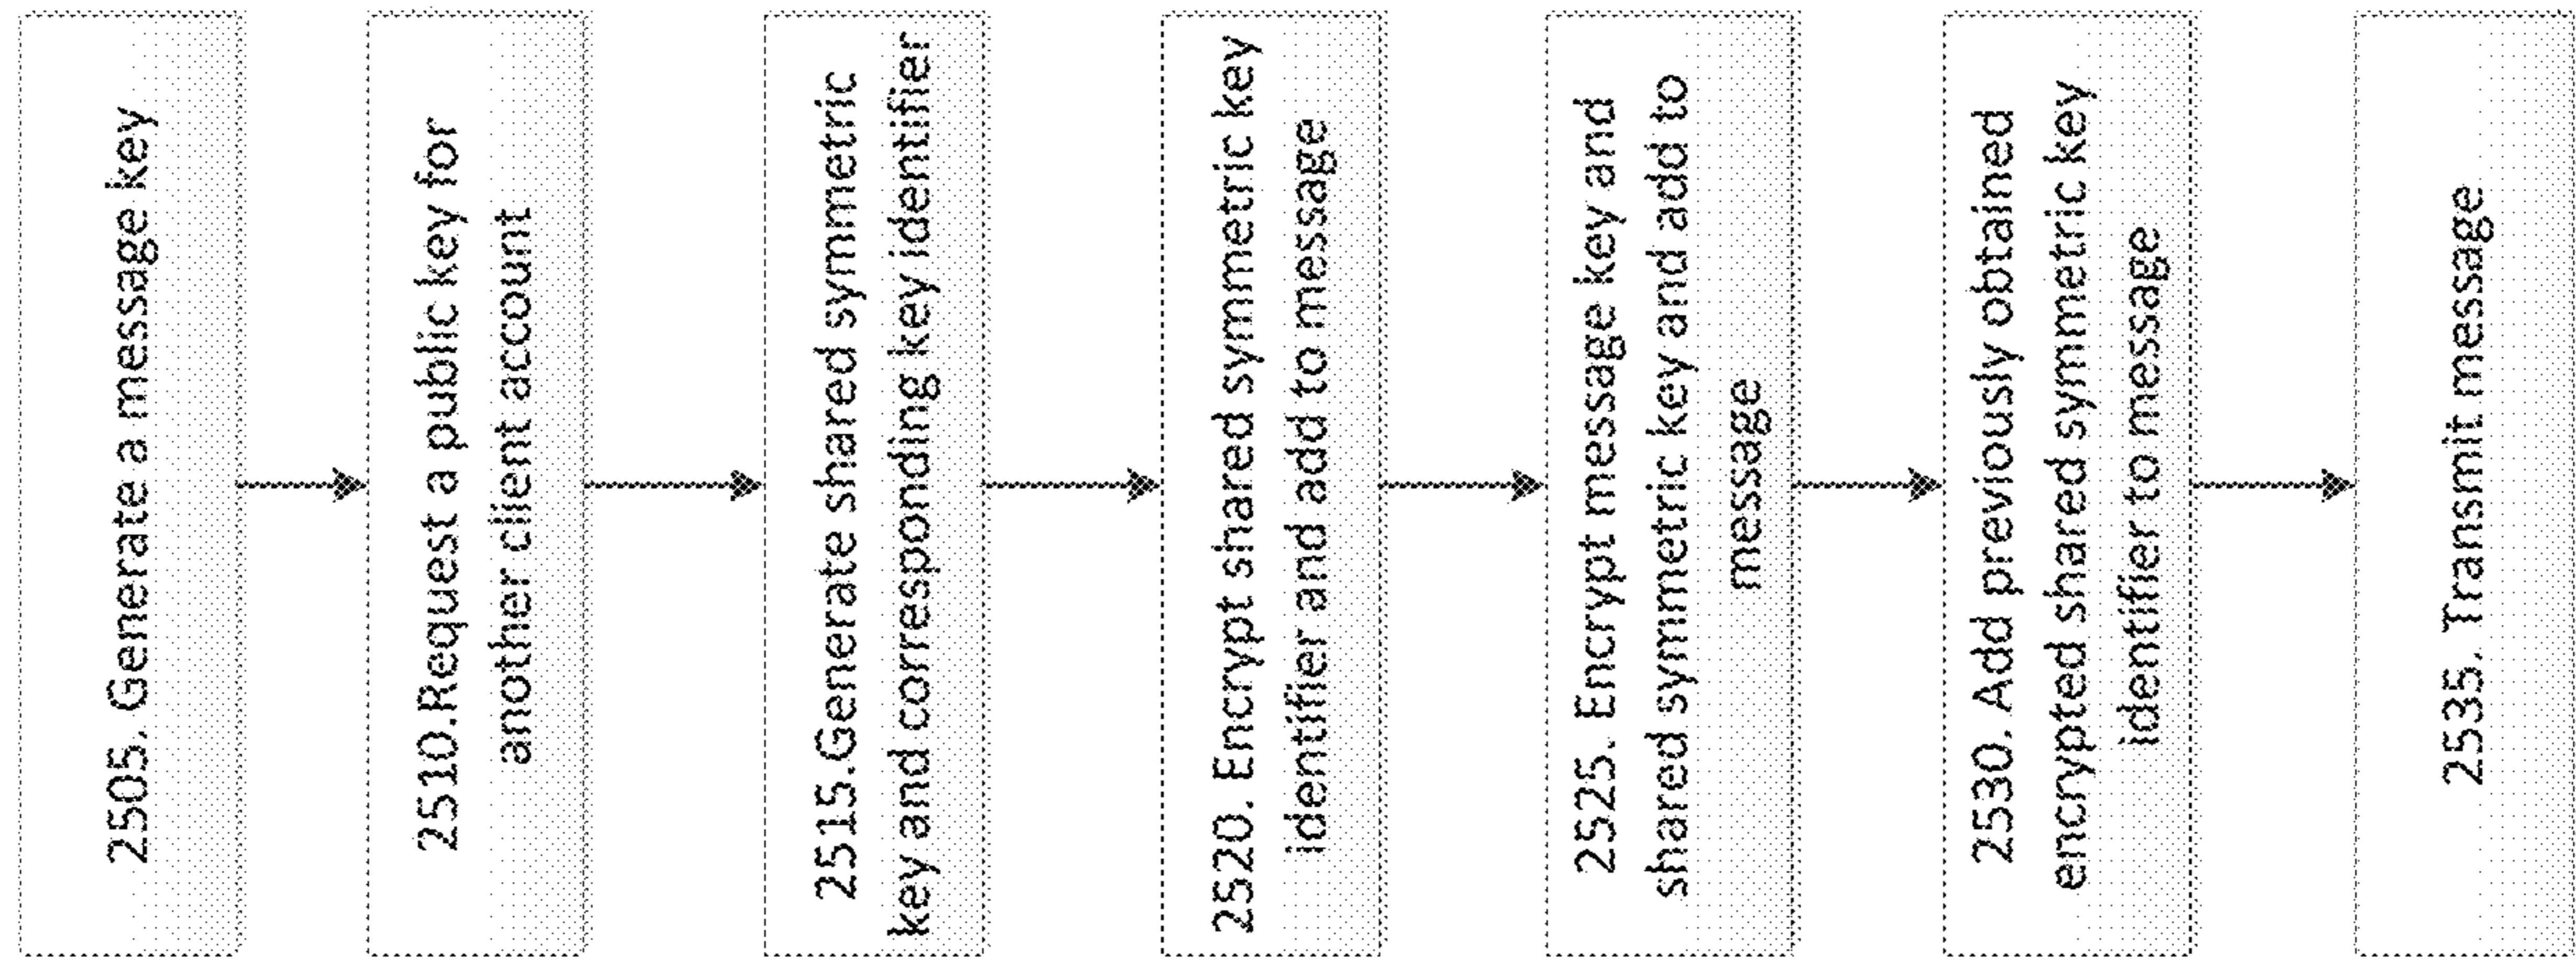 2505. Generate a message key
2510.Request a public key for
another client account
2515.Generate shared symmetric
key and corresponding key identifier
2520. Encrypt shared symmetric key
identifier and add to message
2525. Encrypt message key and
shared symmetric key and add to
message
2530. Add previously obtained
encrypted shared symmetric key
identifier to message
2535. Transmit message